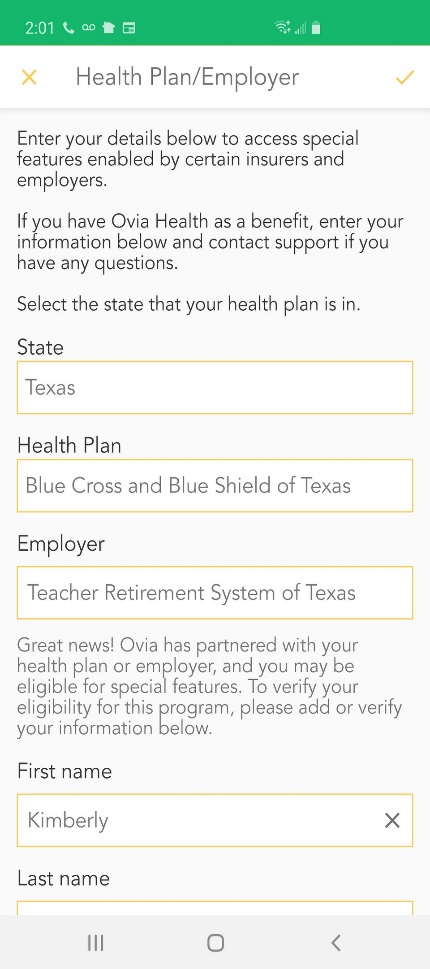 2:01
Health Plan/Employer
Enter your details below to access special
features enabled by certain insurers and
employers.
If you have Ovia Health as a benefit, enter your
information below and contact support if you
have any questions.
Select the state that your health plan is in.
State
Texas
Health Plan
Blue Cross and Blue Shield of Texas
Employer
Teacher Retirement System of Texas
Great news! Ovia has partnered with your
health plan or employer, and you may be
eligible for special features. To verify your
eligibility for this program, please add or verify
your information below.
First name
Kimberly
Last name